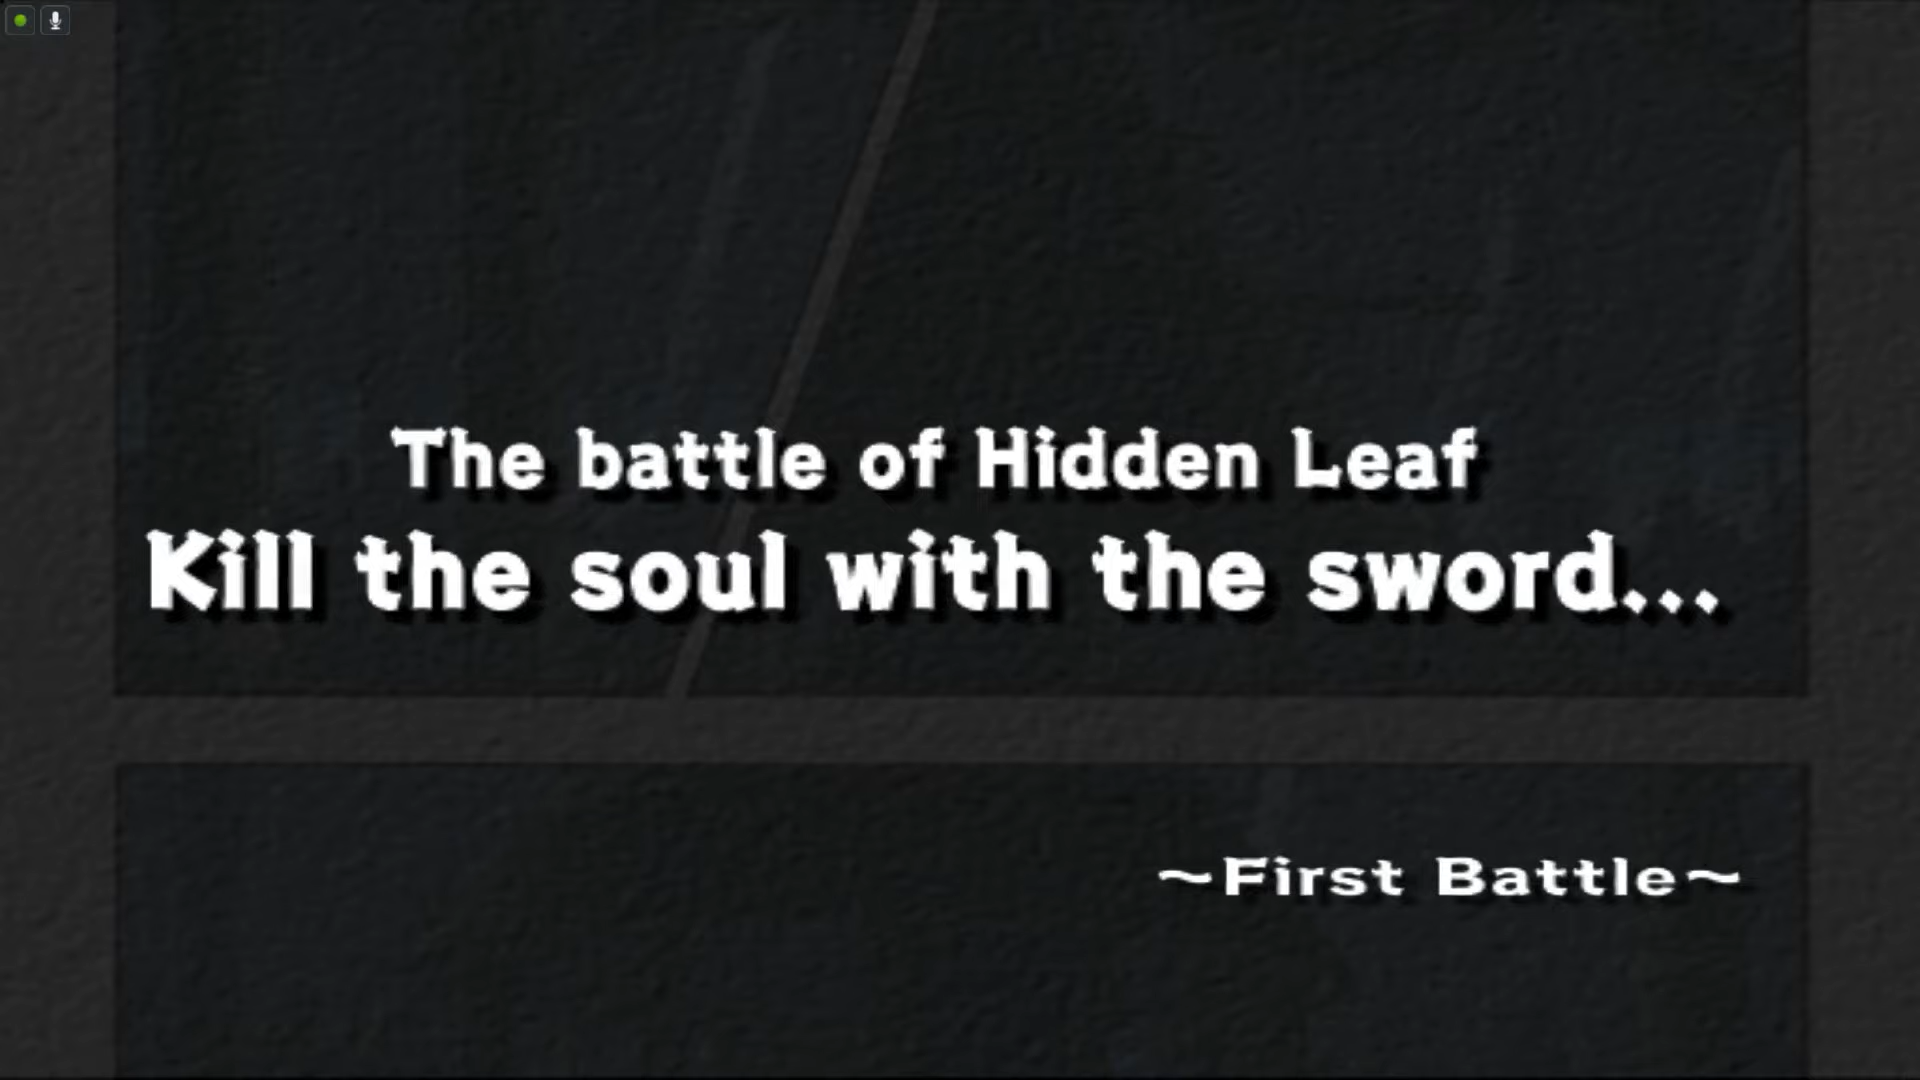 The battle of Hidden Leaf
Kill the soul with the sword...
~First Battle~